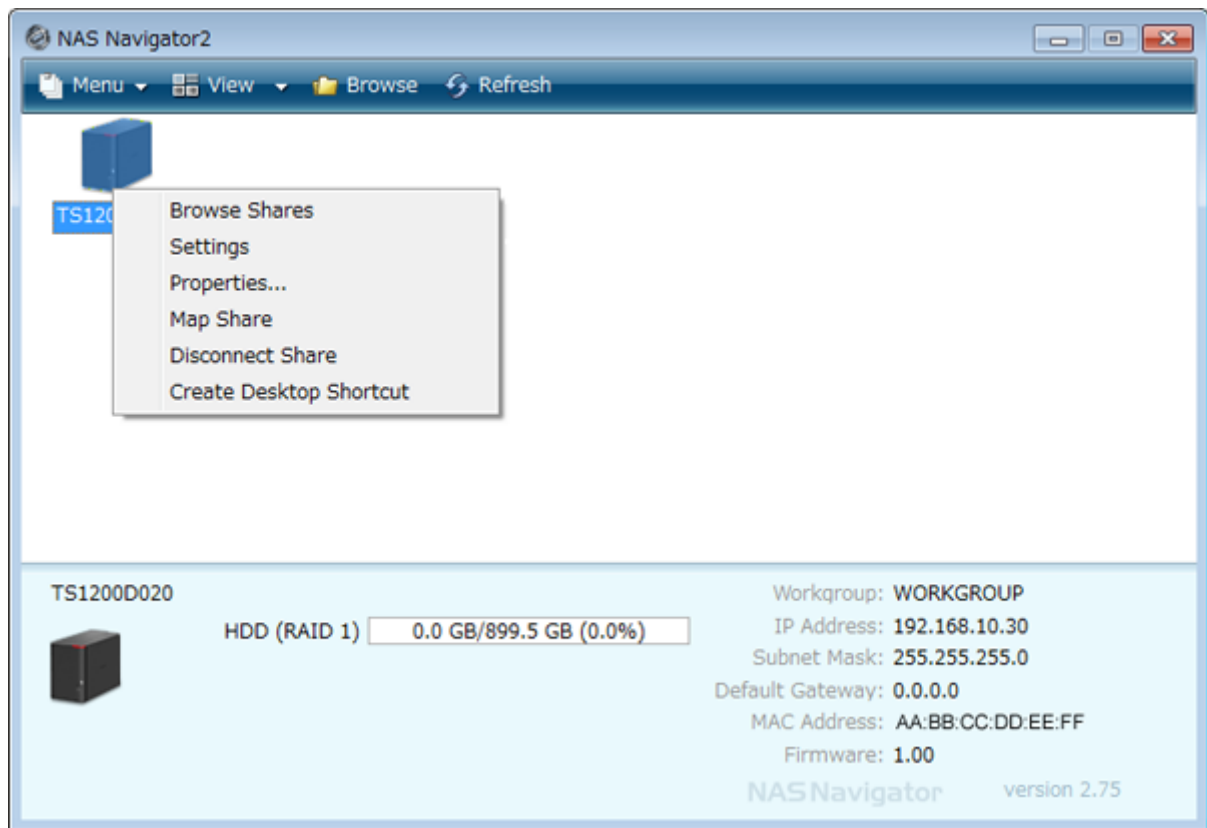 NAS Navigator2
Menu View Browse Refresh
TS120
Browse Shares
Settings
Properties...
Map Share
Disconnect Share
Create Desktop Shortcut
TS1200D020
HDD (RAID 1) 0.0 GB/899.5 GB (0.0%)
Workgroup: WORKGROUP
IP Address: 192.168.10.30
Subnet Mask: 255.255.255.0
Default Gateway: 0.0.0.0
MAC Address: AA:BB:CC:DD:EE:FF
Firmware: 1.00
NASNavigator version 2.75